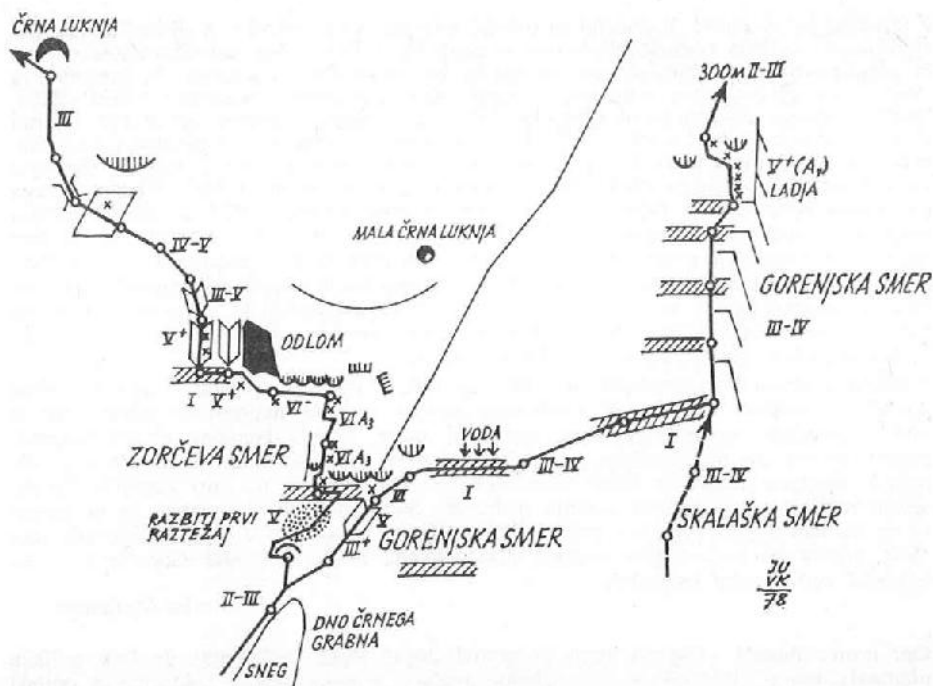 ČRNA LUKNJA
300M II-III
III
V+(A₁)
LADJA
IV-V
MALA ČRNA LUKNJA
GORENJSKA SMER
III-V
V+
ODLOM
III-IV
I
V+
VI-
VI A₃
ZORČEVA SMER
VI A₃
VODA
III-IV
I
I
III-IV
VI
RAZBITI PRVI
RAZTEŽAJ
V
V
III+
GORENJSKA SMER
SKALAŠKA SMER
JU
VK
78
II-III
DNO ČRNEGA
GRABNA
SNEG